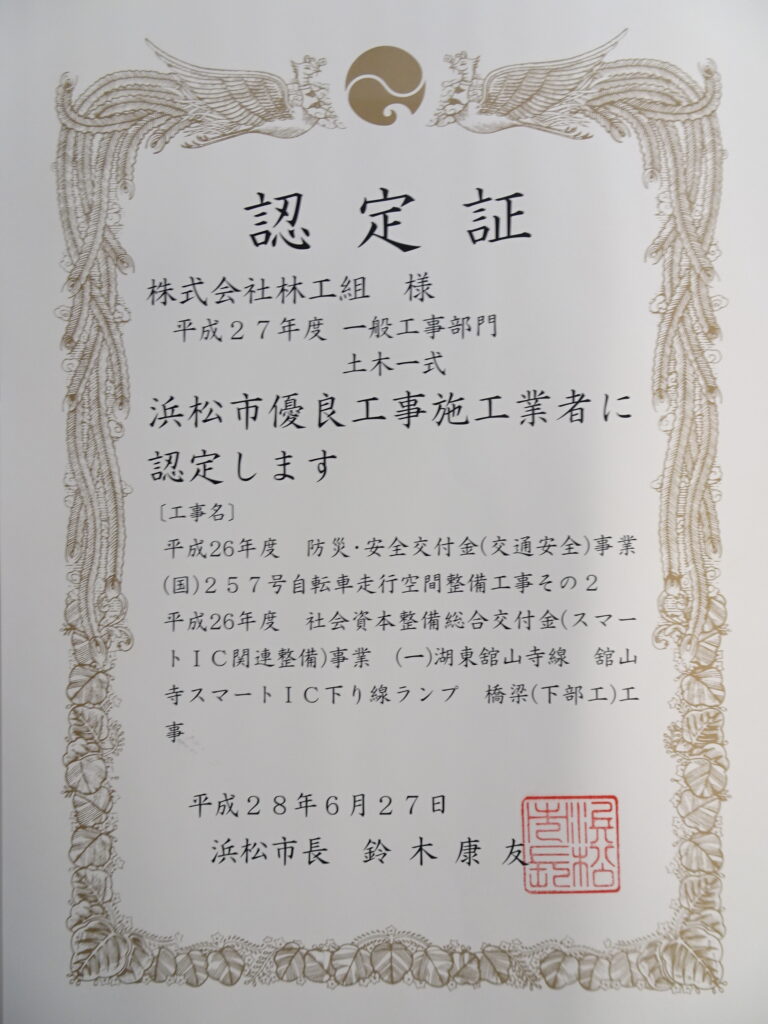 認定証
株式会社林工組　様
平成２７年度 一般工事部門
土木一式
浜松市優良工事施工業者に
認定します
〔工事名〕
平成26年度　防災・安全交付金(交通安全)事業
(国)２５７号自転車走行空間整備工事その２
平成26年度　社会資本整備総合交付金(スマー
トＩＣ関連整備)事業　(一)湖東舘山寺線　舘山
寺スマートＩＣ下り線ランプ　橋梁(下部工)工
事
平成２８年６月２７日
浜松市長　鈴木康友
浜松
市長